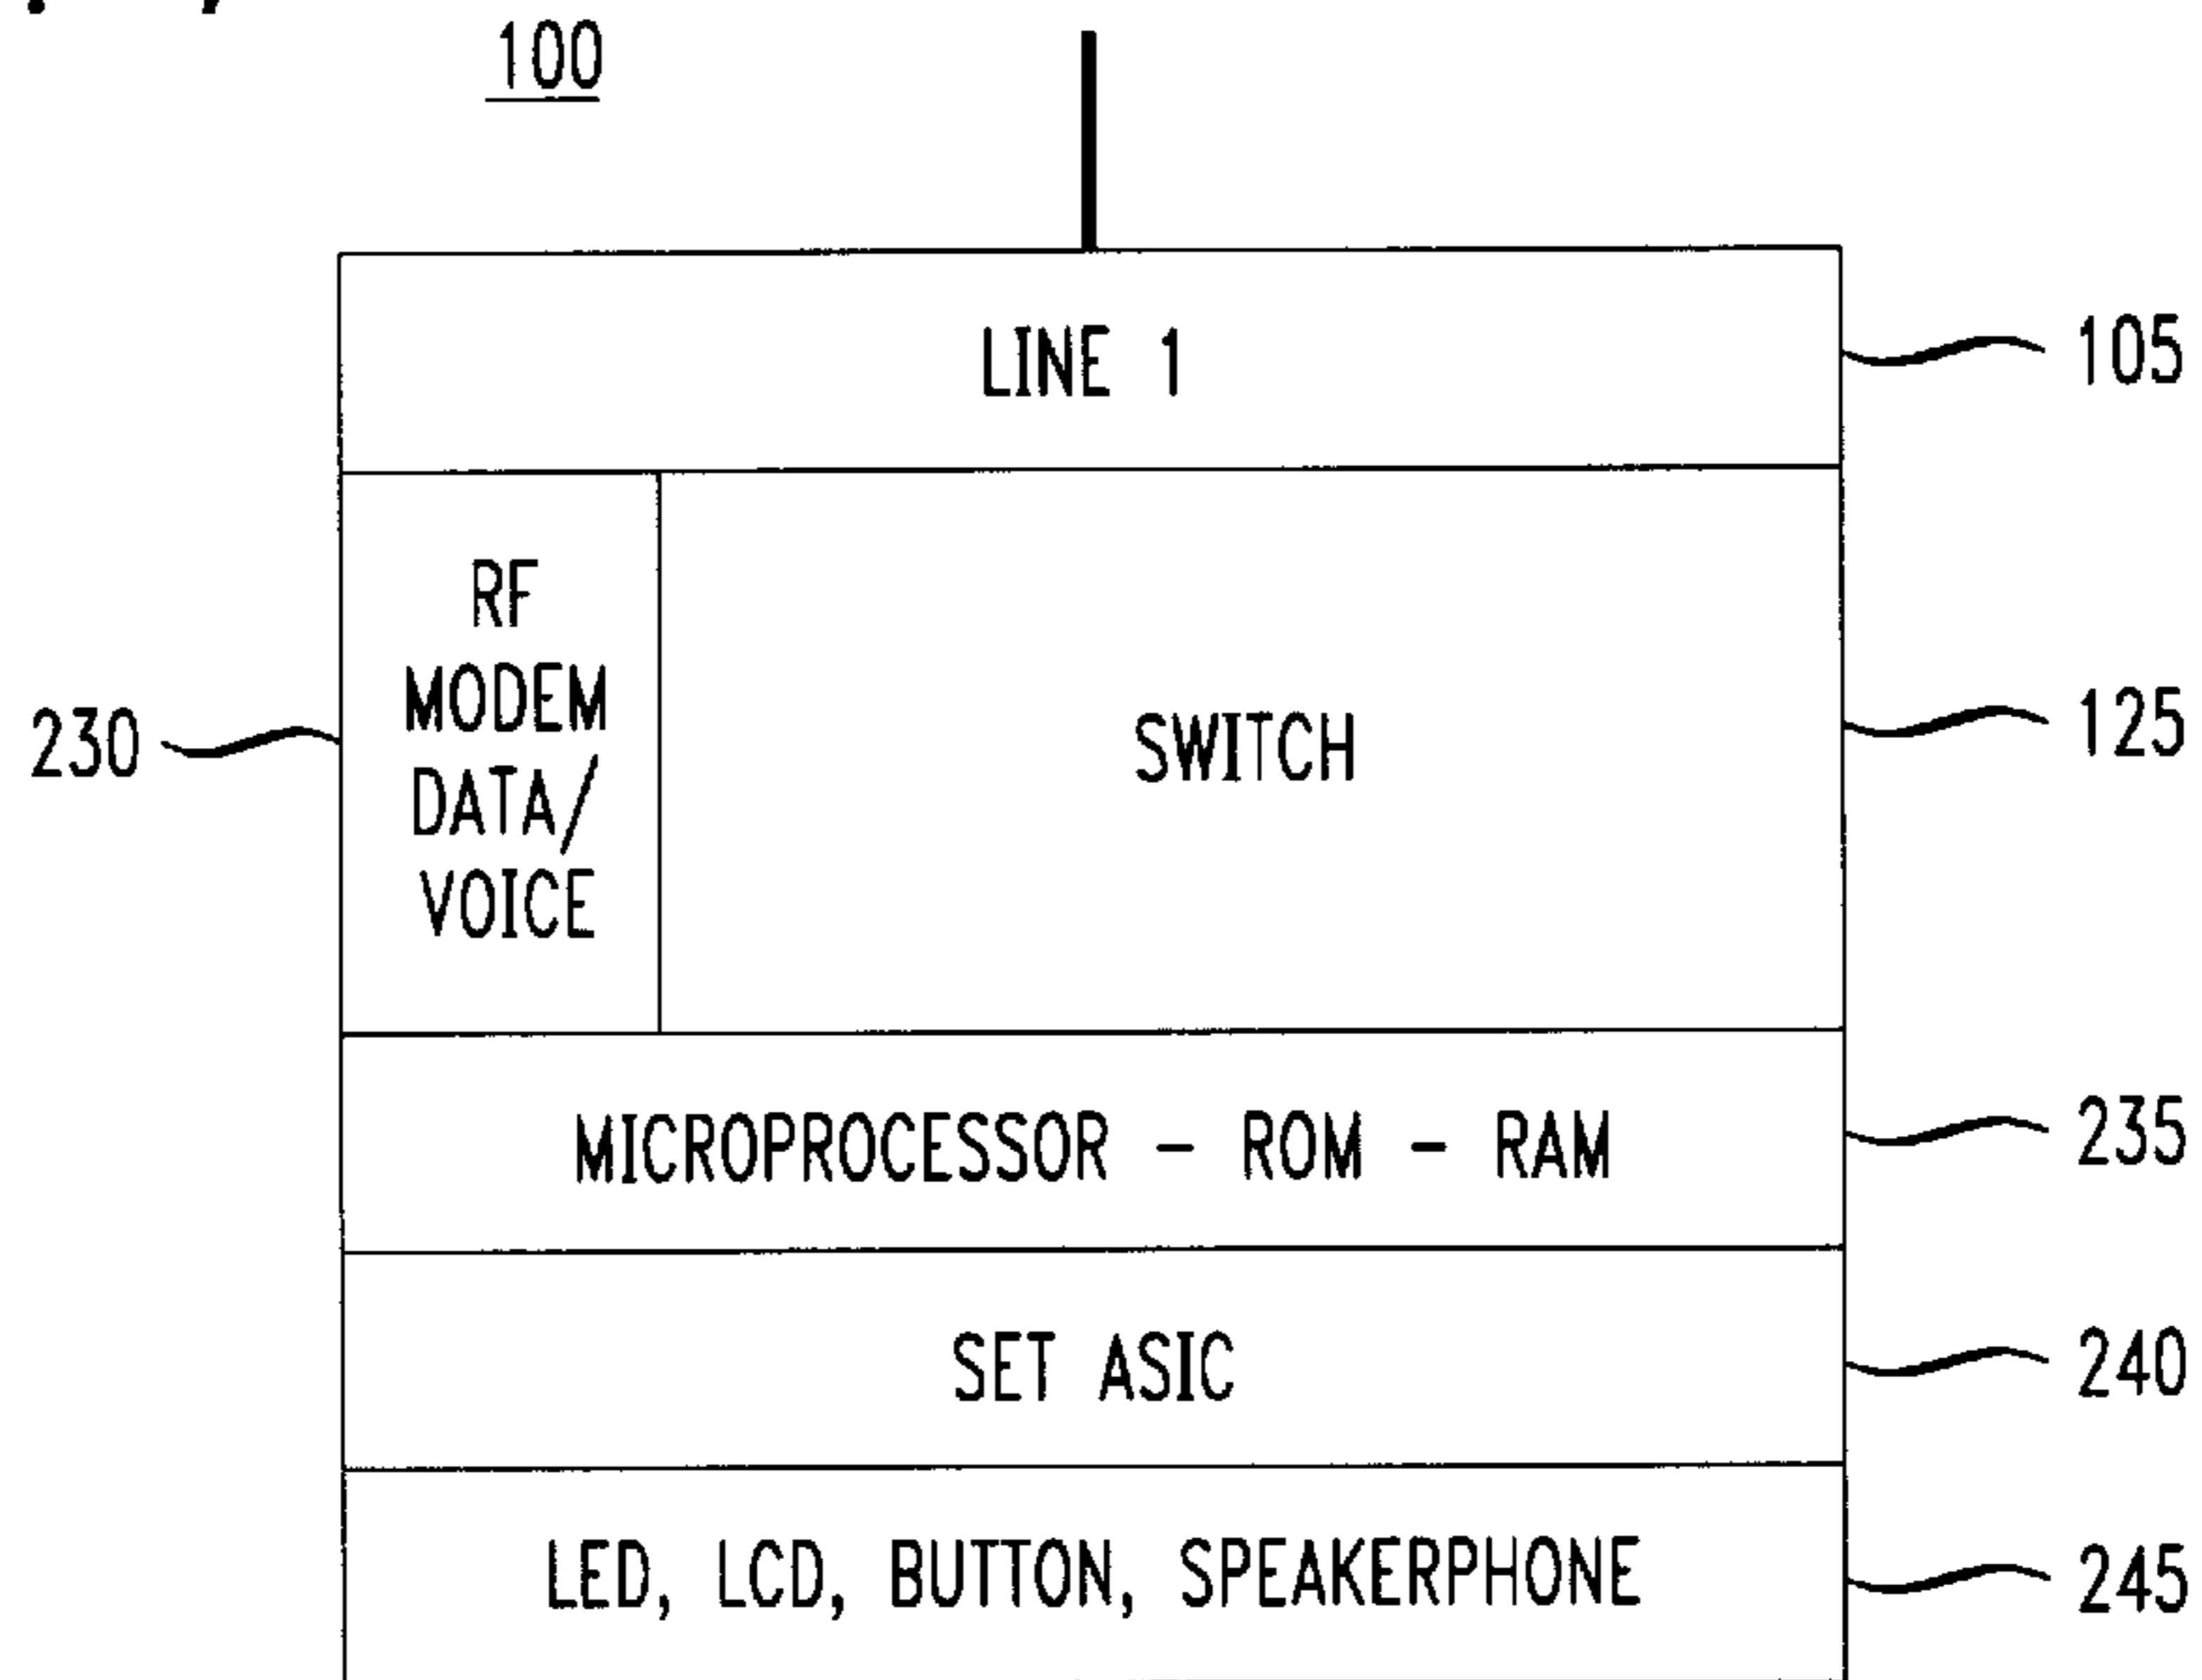 100
LINE 1
105
RF
MODEM
DATA/
VOICE
230
SWITCH
125
MICROPROCESSOR - ROM - RAM
235
SET ASIC
240
LED, LCD, BUTTON, SPEAKERPHONE
245